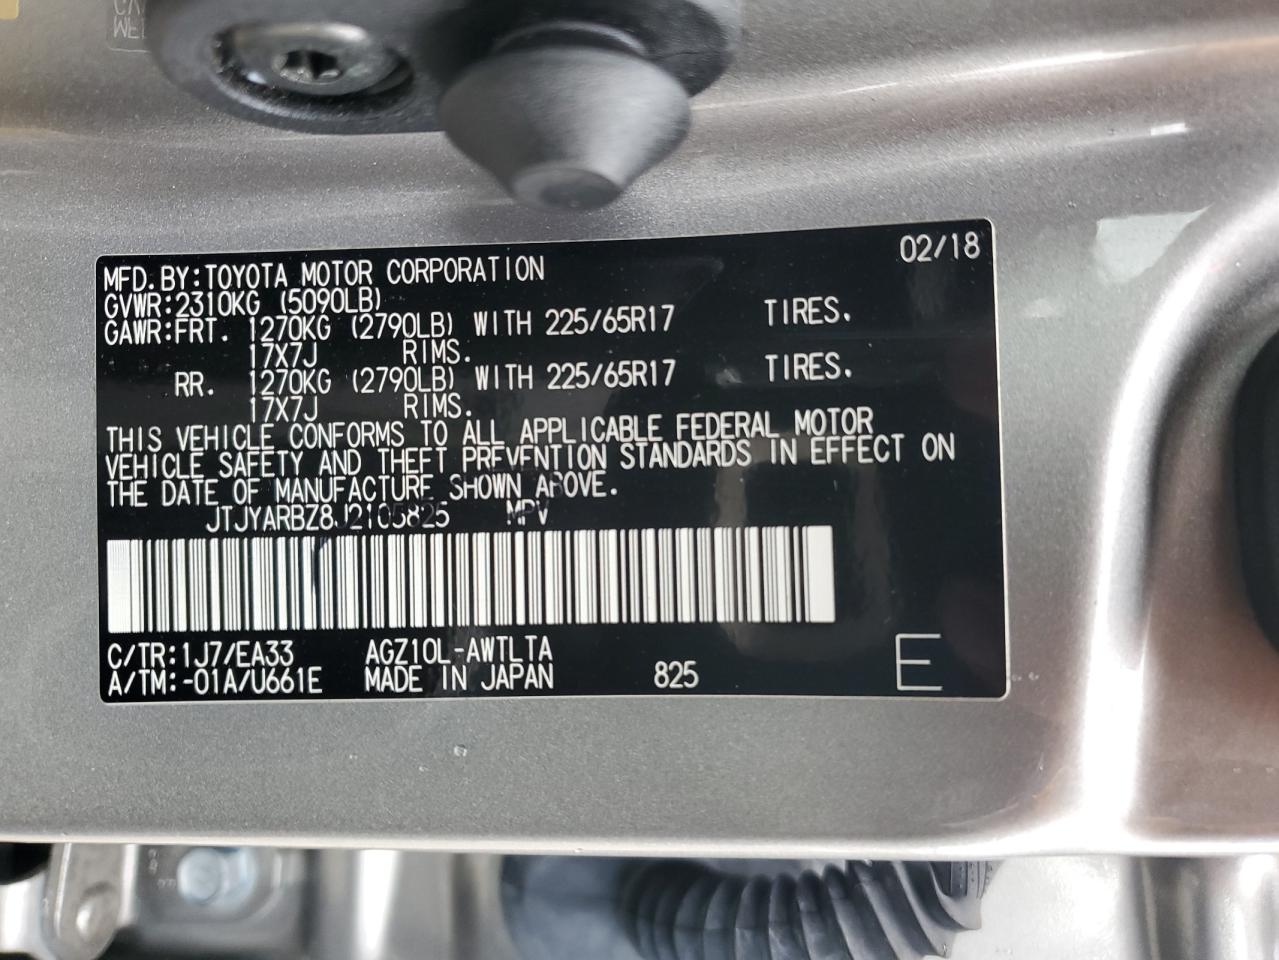 02/18
MFD.BY:TOYOTA MOTOR CORPORATION
GVWR:2310KG (5090LB)
GAWR:FRT. 1270KG (2790LB) WITH 225/65R17 TIRES.
17X7J RIMS.
RR. 1270KG (2790LB) WITH 225/65R17 TIRES.
17X7J RIMS.
THIS VEHICLE CONFORMS TO ALL APPLICABLE FEDERAL MOTOR
VEHICLE SAFETY AND THEFT PREVENTION STANDARDS IN EFFECT ON
THE DATE OF MANUFACTURE SHOWN ABOVE.
JTJYARBZ8J2105825 MPV
C/TR:1J7/EA33 AGZ10L-AWTLTA
A/TM:-01A/U661E MADE IN JAPAN 825 E